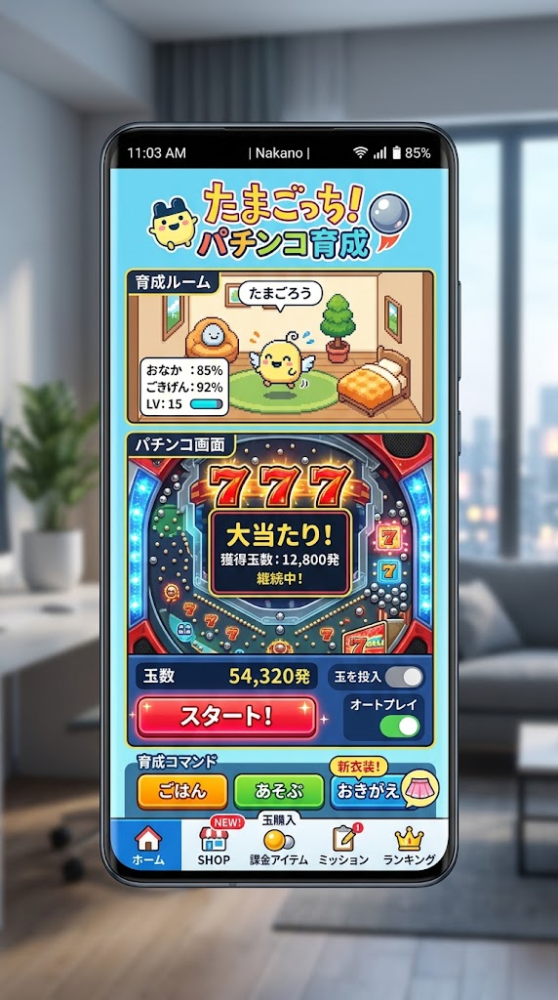 11:03 AM
| Nakano |
85%
たまごっち!
パチンコ育成
育成ルーム
たまごろう
おなか :85%
ごきげん:92%
LV: 15
パチンコ画面
777
大当たり!
獲得玉数:12,800発
継続中!
7
7
7
7
7
玉数 54,320発
玉を投入
スタート!
オートプレイ
育成コマンド
新衣装!
ごはん
あそぶ
おきがえ
NEW!
玉購入
1
ホーム
SHOP
課金アイテム
ミッション
ランキング